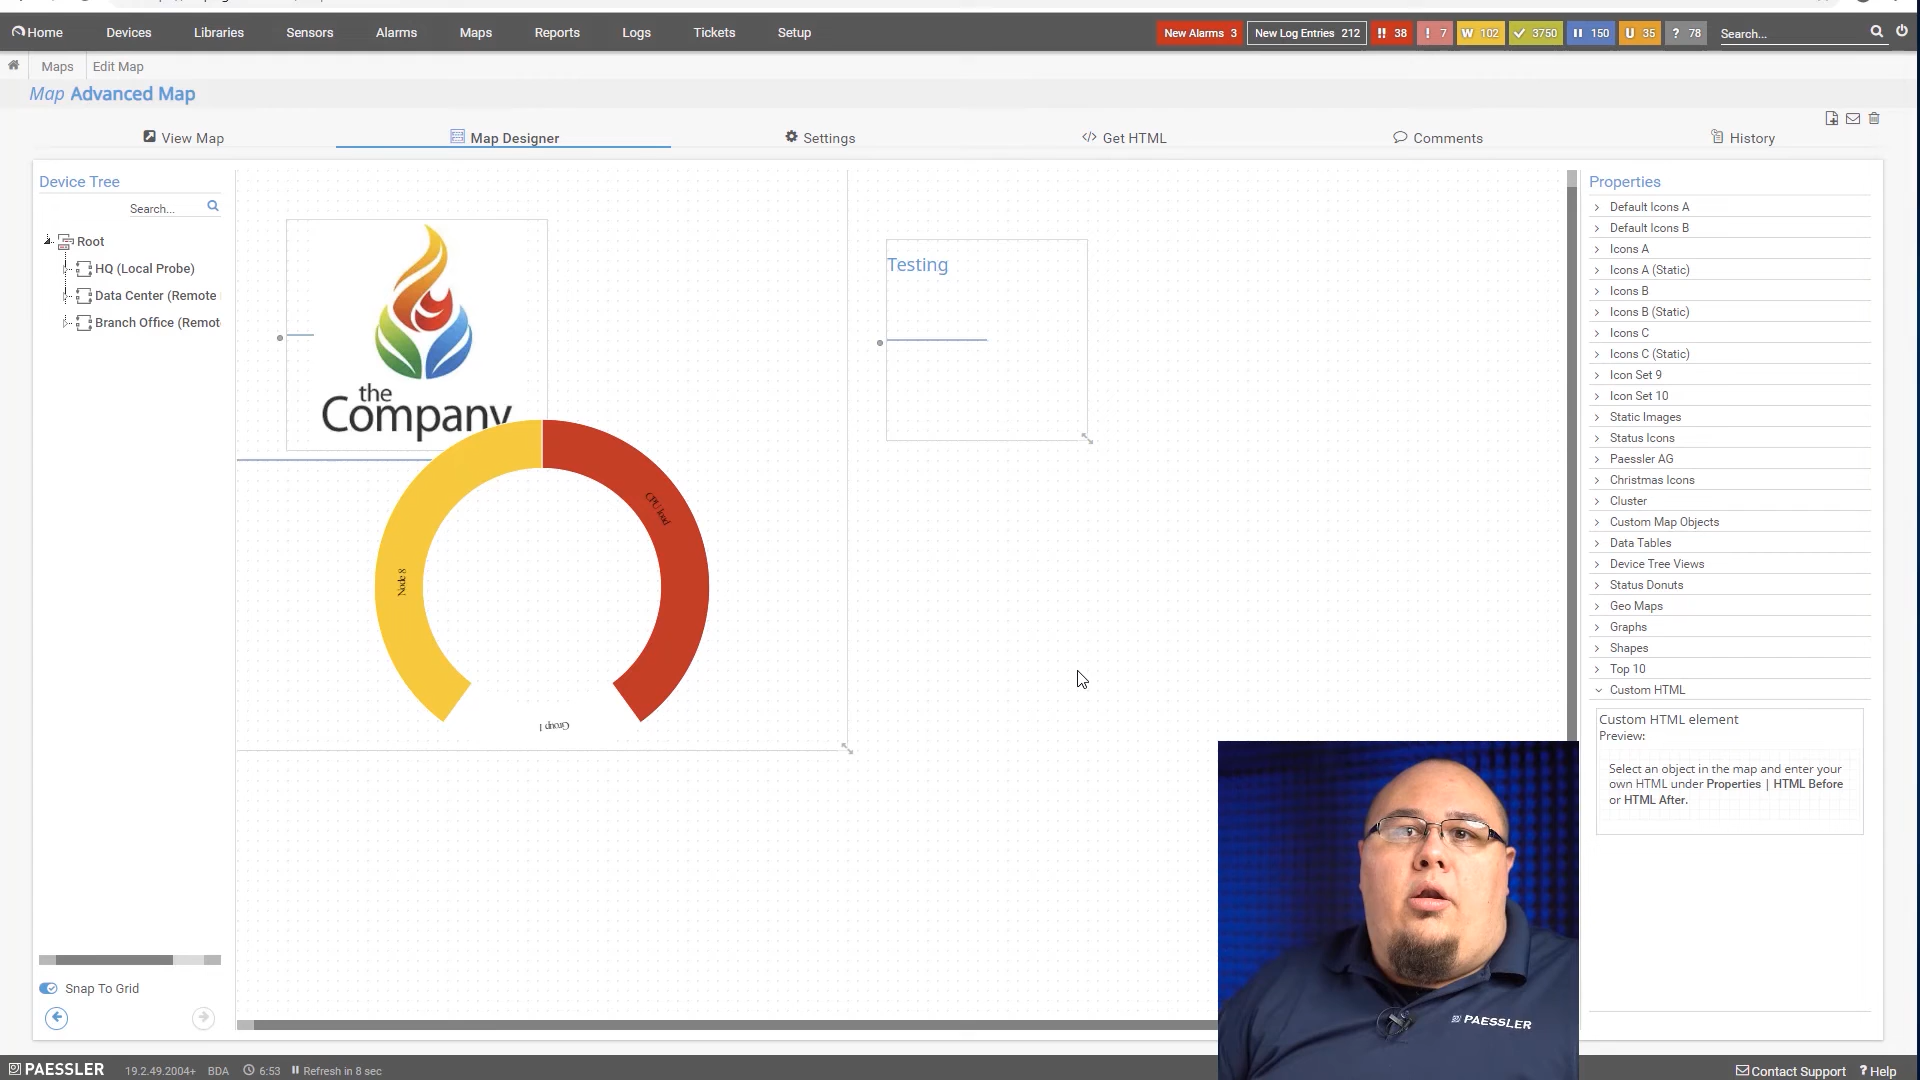 Home
Devices
Libraries
Sensors
Alarms
Maps
Reports
Logs
Tickets
Setup
New Alarms 3
New Log Entries 212
!! 38
! 7
W 102
3750
150
U 35
? 78
Search...
Maps
Edit Map
Map Advanced Map
View Map
Map Designer
Settings
</> Get HTML
Comments
History
Device Tree
Search...
Root
HQ (Local Probe)
Data Center (Remote
Branch Office (Remot
the
Company
Testing
CPU load
Node 8
Group 1
Properties
Default Icons A
Default Icons B
Icons A
Icons A (Static)
Icons B
Icons B (Static)
Icons C
Icons C (Static)
Icon Set 9
Icon Set 10
Static Images
Status Icons
Paessler AG
Christmas Icons
Cluster
Custom Map Objects
Data Tables
Device Tree Views
Status Donuts
Geo Maps
Graphs
Shapes
Top 10
Custom HTML
Custom HTML element
Preview:
Select an object in the map and enter your
own HTML under Properties | HTML Before
or HTML After.
Snap To Grid
PAESSLER
PAESSLER
19.2.49.2004+
BDA
6:53
Refresh in 8 sec
Contact Support
? Help